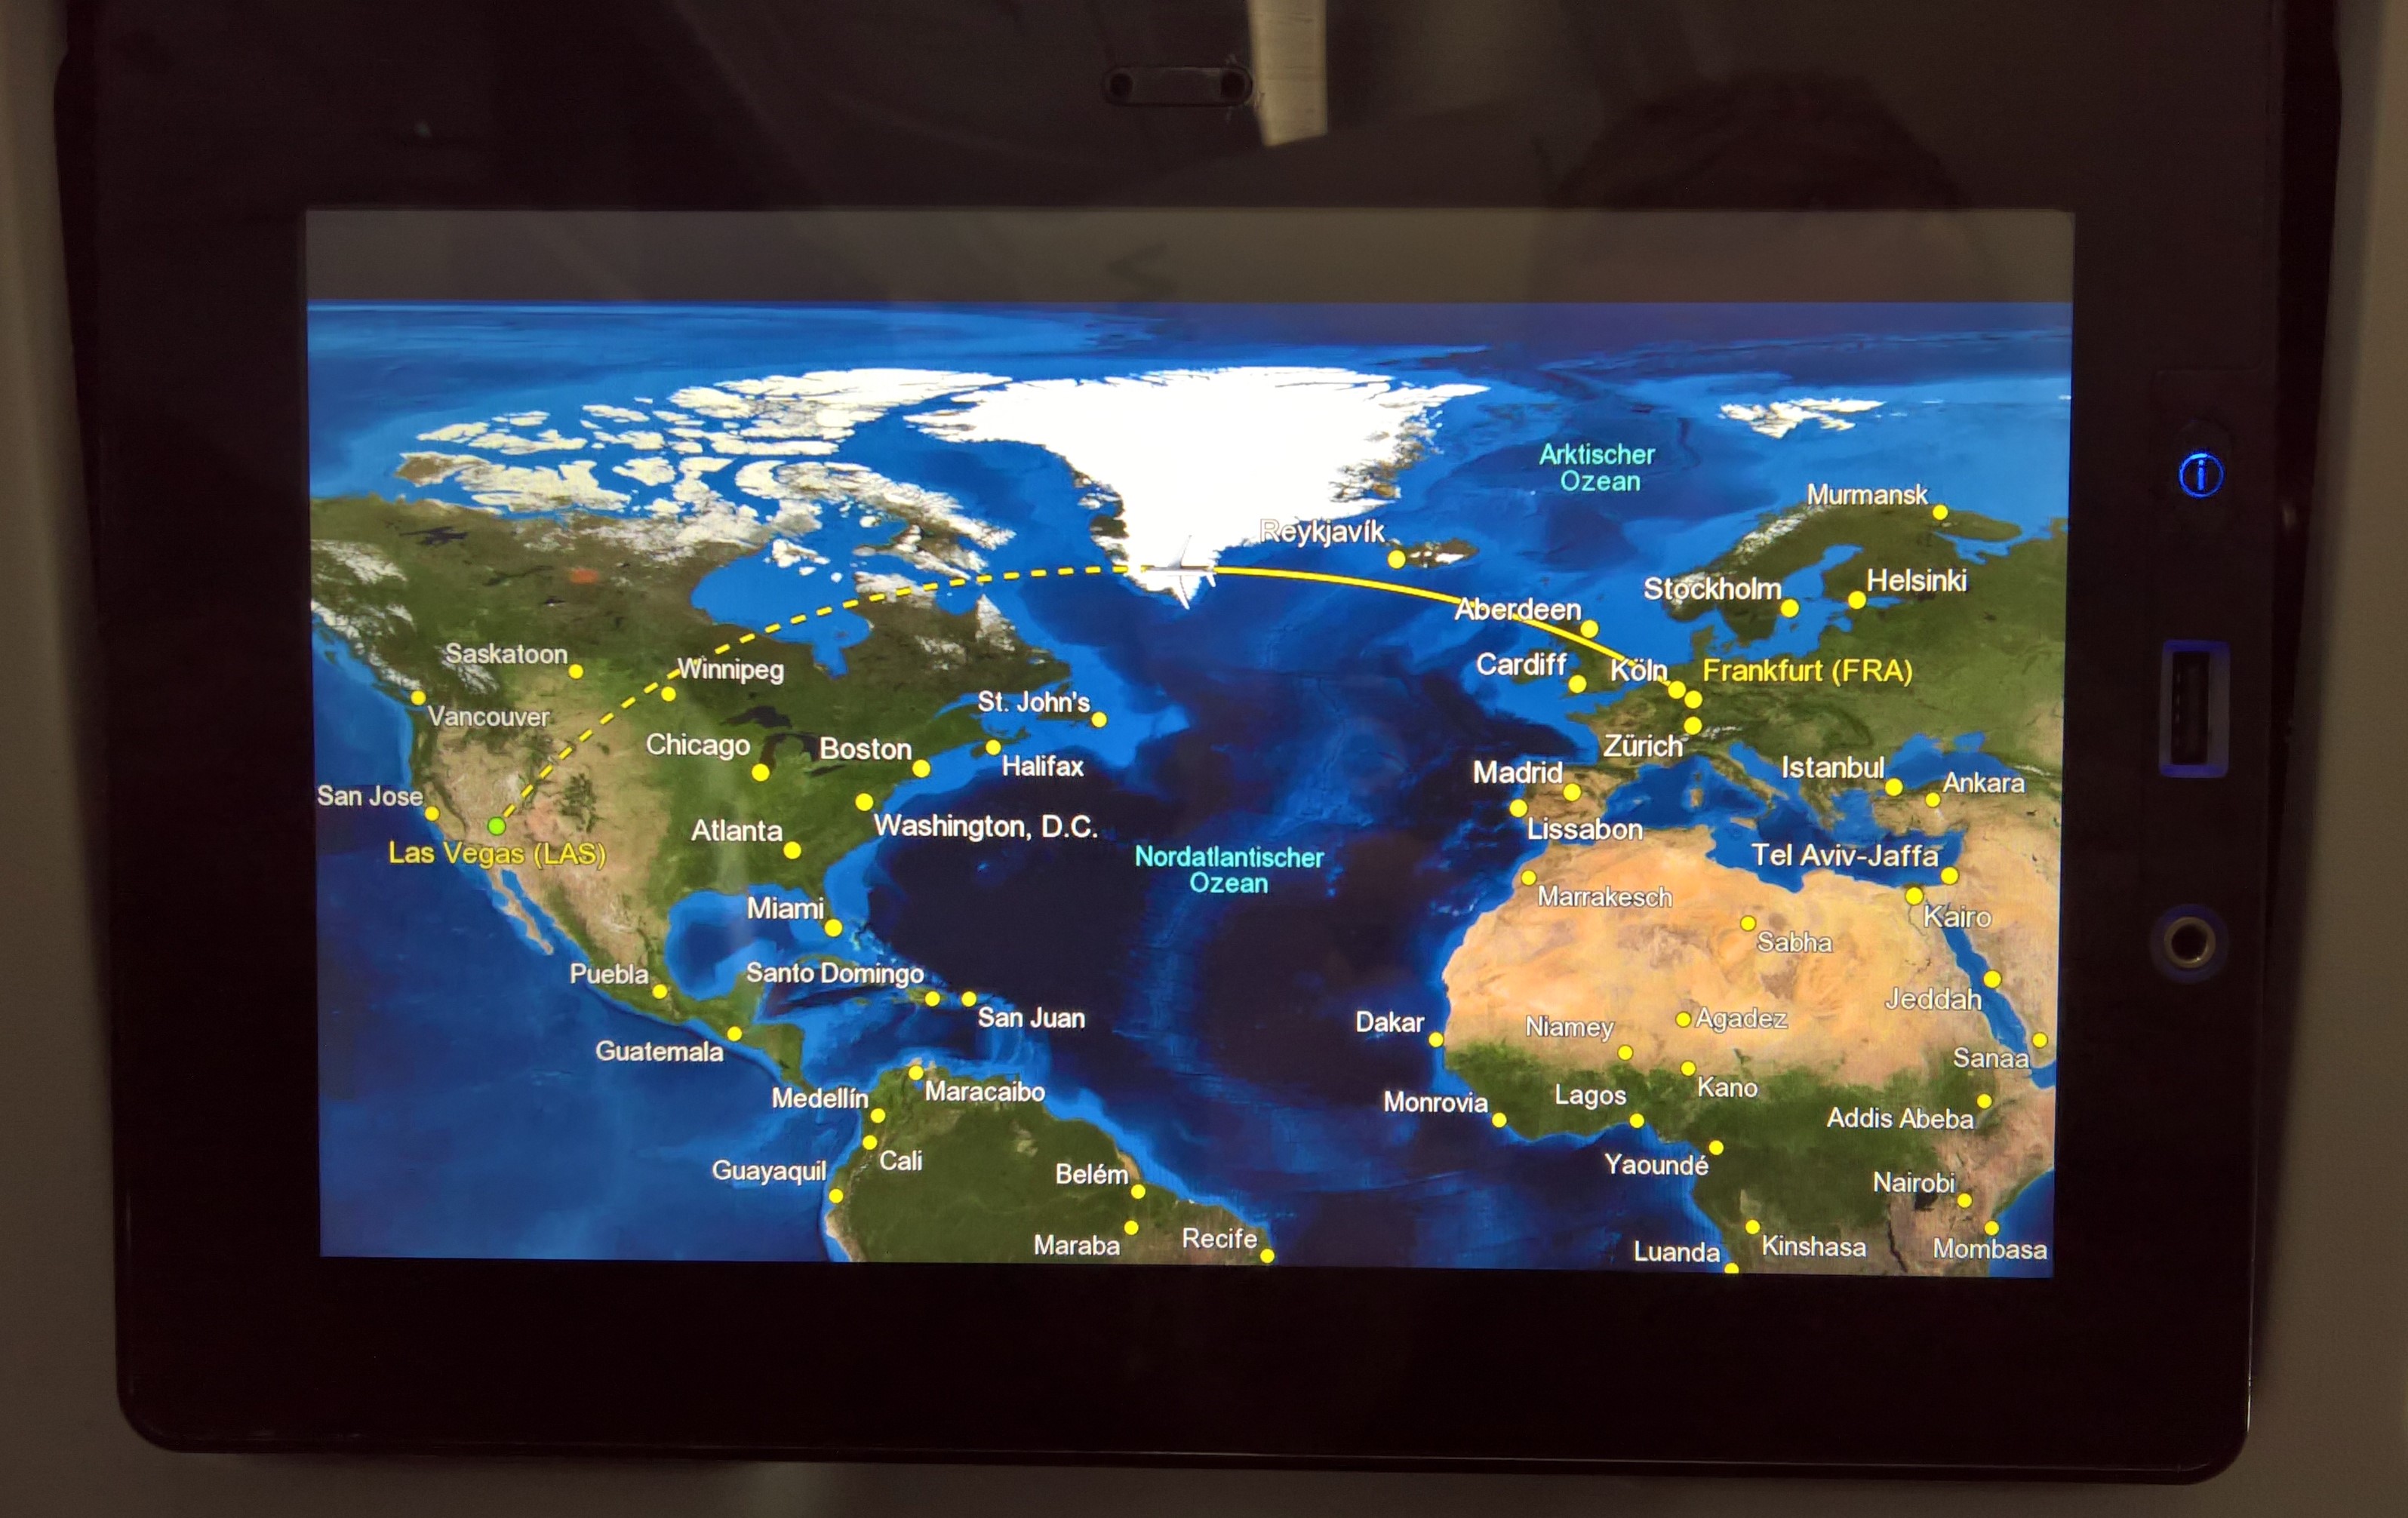 Arktischer
Ozean
Murmansk
Reykjavík
Stockholm
Helsinki
Aberdeen
Saskatoon
Winnipeg
Cardiff
Köln
Frankfurt (FRA)
St. John's
Vancouver
Chicago
Boston
Zürich
Halifax
Madrid
Istanbul
Ankara
San Jose
Atlanta
Washington, D.C.
Lissabon
Las Vegas (LAS)
Nordatlantischer
Ozean
Tel Aviv-Jaffa
Marrakesch
Miami
Kairo
Sabha
Puebla
Santo Domingo
Jeddah
San Juan
Dakar
Niamey
Agadez
Guatemala
Sanaa
Medellín
Maracaibo
Monrovia
Lagos
Kano
Addis Abeba
Cali
Guayaquil
Belém
Yaoundé
Nairobi
Maraba
Recife
Luanda
Kinshasa
Mombasa